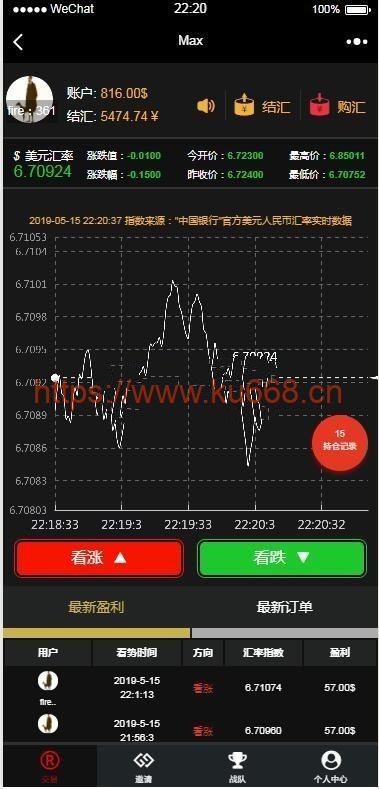 WeChat 22:20 100%
Max
fire：361
账户: 816.00$
结汇: 5474.74 ¥
结汇
购汇
$ 美元汇率
6.70924
涨跌值：-0.0100 今开价：6.72300 最高价：6.85011
涨跌幅：-0.1500 昨收价：6.72400 最低价：6.70752
2019-05-15 22:20:37 指数来源："中国银行"官方美元人民币汇率实时数据
6.71053
6.7104
6.7101
6.7098
6.7095
6.70924
6.7092
https://www.ku668.cn
6.7089
15
持仓记录
6.7086
6.7083
6.70803
22:18:33 22:19:3 22:19:33 22:20:3 22:20:32
看涨 ▲
看跌 ▼
最新盈利 最新订单
用户 看势时间 方向 汇率指数 盈利
fire.. 2019-5-15 22:1:13 看涨 6.71074 57.00$
2019-5-15 21:56:3 看涨 6.70960 57.00$
R
交易 邀请 战队 个人中心